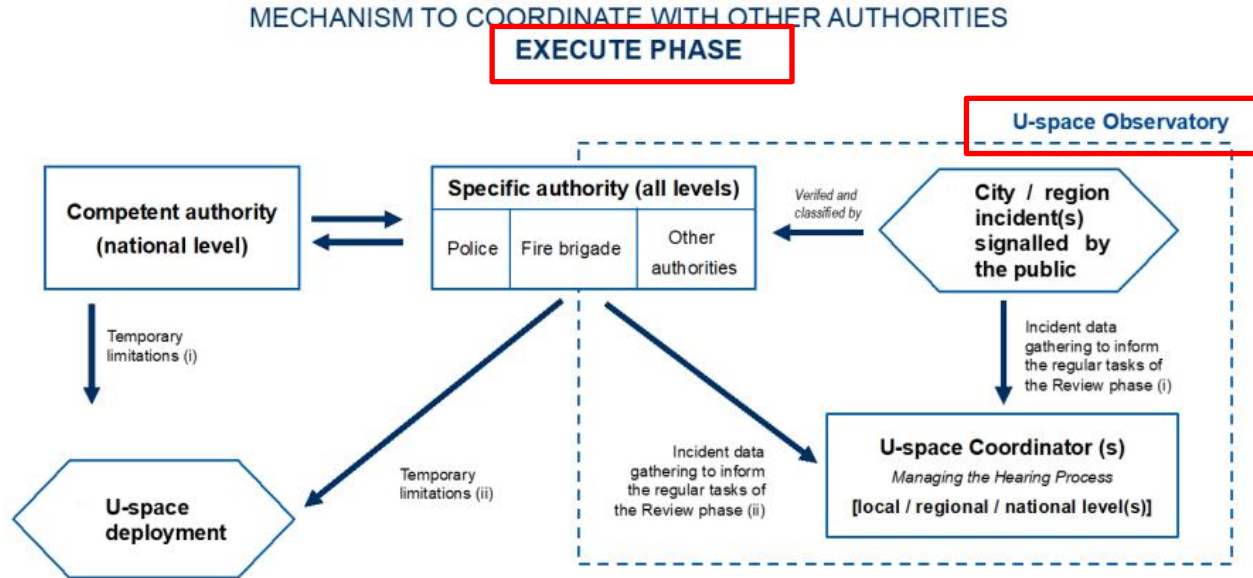 MECHANISM TO COORDINATE WITH OTHER AUTHORITIES
EXECUTE PHASE
U-space Observatory
Competent authority
(national level)
Specific authority (all levels)
Police
Fire brigade
Other
authorities
Verifed and
classified by
City / region
incident(s)
signalled by
the public
Temporary
limitations (i)
Incident data
gathering to inform
the regular tasks of
the Review phase (i)
U-space
deployment
Temporary
limitations (ii)
Incident data
gathering to inform
the regular tasks of
the Review phase (ii)
U-space Coordinator (s)
Managing the Hearing Process
[local / regional / national level(s)]